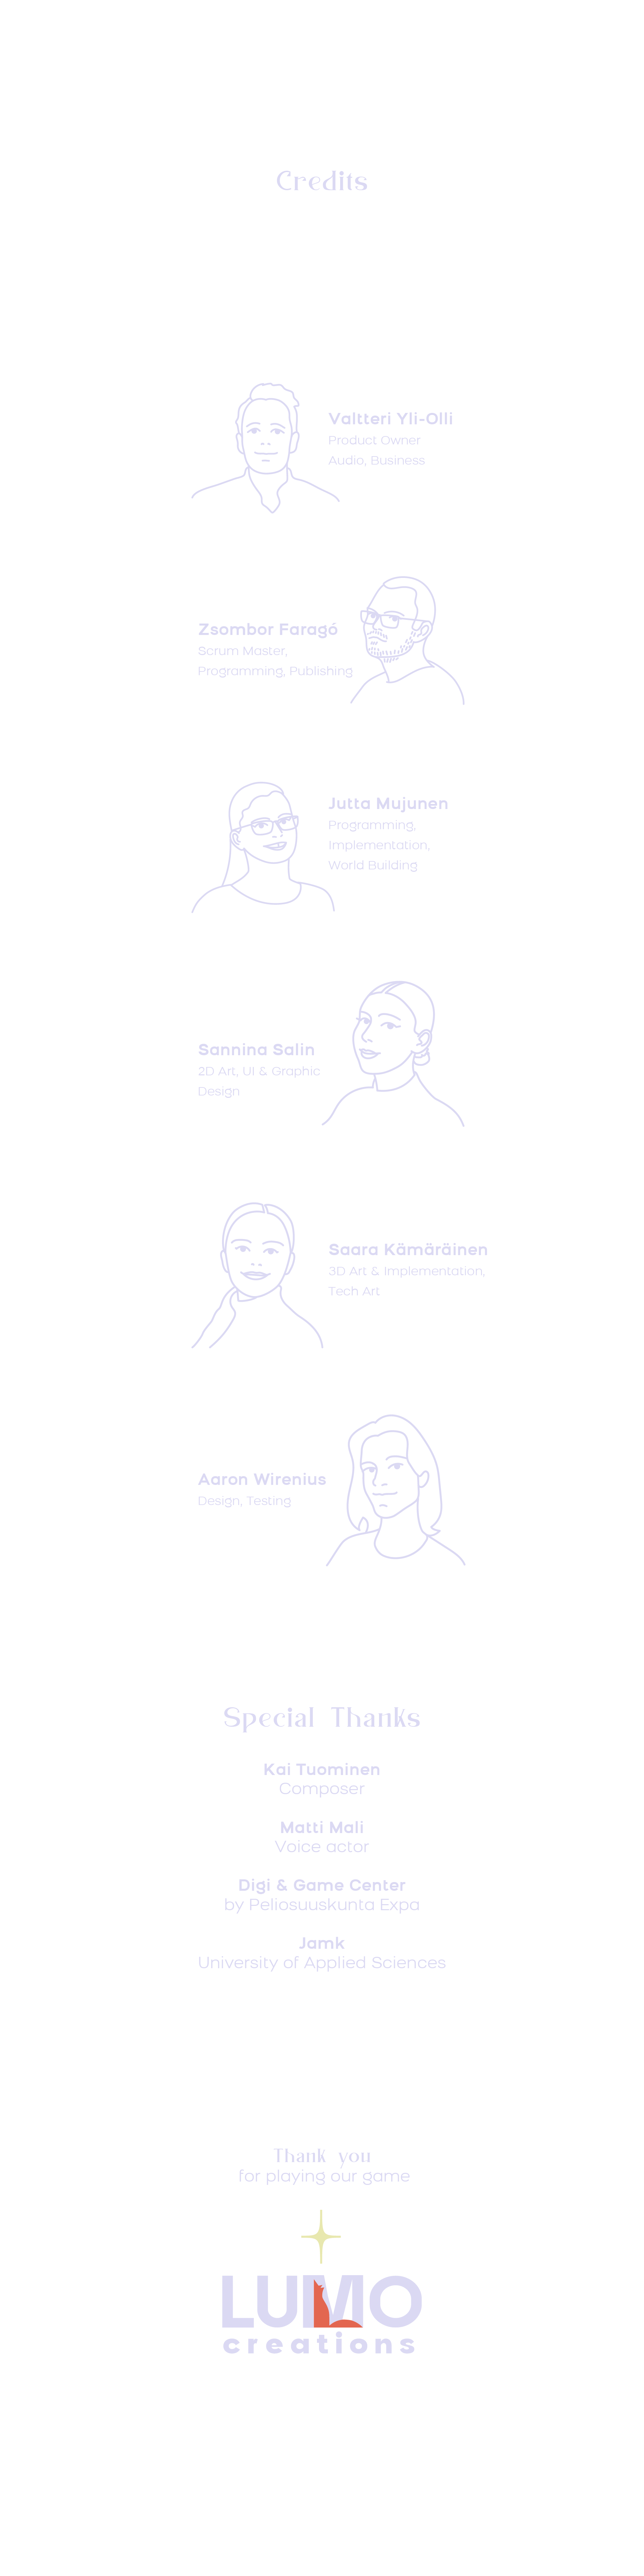 Credits
Valtteri Yli-Olli
Product Owner
Audio, Business
Zsombor Faragó
Scrum Master,
Programming, Publishing
Jutta Mujunen
Programming,
Implementation,
World Building
Sannina Salin
2D Art, UI & Graphic
Design
Saara Kämäräinen
3D Art & Implementation,
Tech Art
Aaron Wirenius
Design, Testing
Special Thanks
Kai Tuominen
Composer
Matti Mali
Voice actor
Digi & Game Center
by Peliosuuskunta Expa
Jamk
University of Applied Sciences
Thank you
for playing our game
LUMO
creations